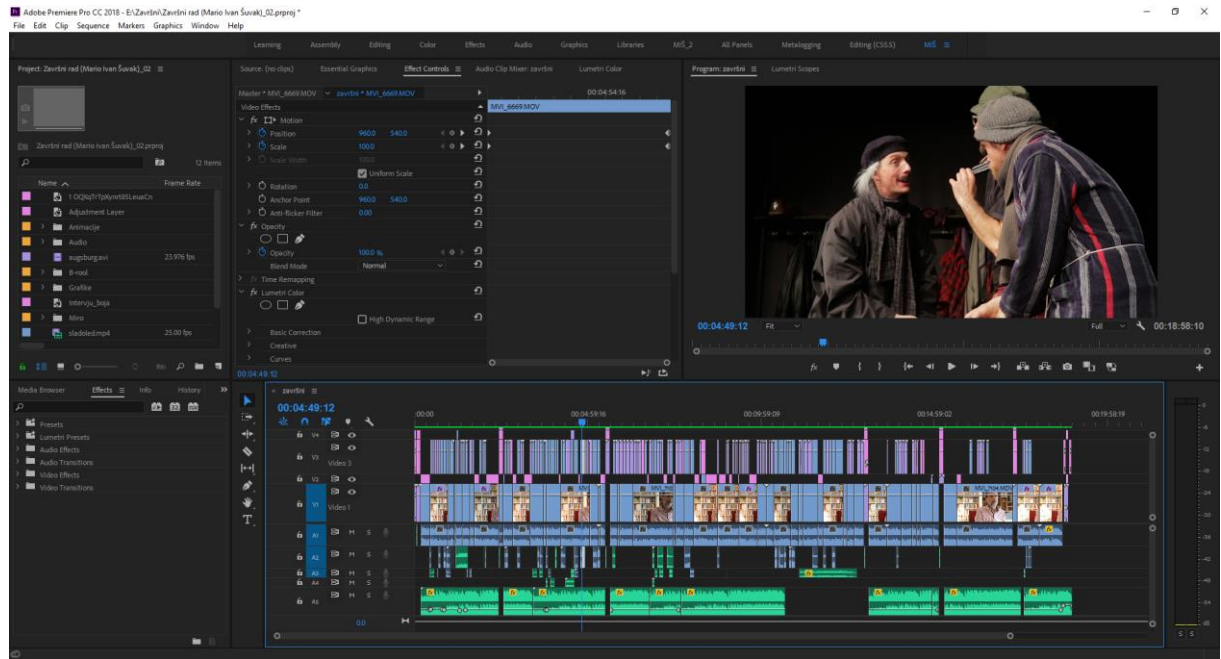 Adobe Premiere Pro CC 2018 - E:\Završni\Završni rad (Mario Ivan Šuvak)_02.prproj *
File Edit Clip Sequence Markers Graphics Window Help
Learning Assembly Editing Color Effects Audio Graphics Libraries MIŠ_2 All Panels Metalogging Editing (CS5.5) MIŠ
Project: Završni rad (Mario Ivan Šuvak)_02
Završni rad (Mario Ivan Šuvak)_02.prproj
12 Items
Name Frame Rate
Adjustment Layer
Animacije
Audio
augsburg.avi 23.976 fps
B-rool
Grafike
Intervju_boja
Miro
sladoled.mp4 25.00 fps
Source: (no clips) Essential Graphics Effect Controls Audio Clip Mixer: završni Lumetri Color
Master * MVI_6669.MOV završni * MVI_6669.MOV
00:04:54:16
Video Effects
MVI_6669.MOV
fx Motion
Position 960.0 540.0
Scale 100.0
Scale Width 100.0
Uniform Scale
Rotation 0.0
Anchor Point 960.0 540.0
Anti-flicker Filter 0.00
fx Opacity
Opacity 100.0 %
Blend Mode Normal
fx Time Remapping
fx Lumetri Color
High Dynamic Range
Basic Correction
Creative
Curves
00:04:49:12
Program: završni Lumetri Scopes
00:04:49:12 Fit Full 00:18:58:10
Media Browser Effects Info History
Presets
Lumetri Presets
Audio Effects
Audio Transitions
Video Effects
Video Transitions
× završni
00:04:49:12
:00:00 00:04:59:16 00:09:59:09 00:14:59:02 00:19:58:19
V4
V3 Video 3
V2
V1 Video 1
A1 M S
A2 M S
A3 M S
A4 M S
A5 M S
0.0
S S